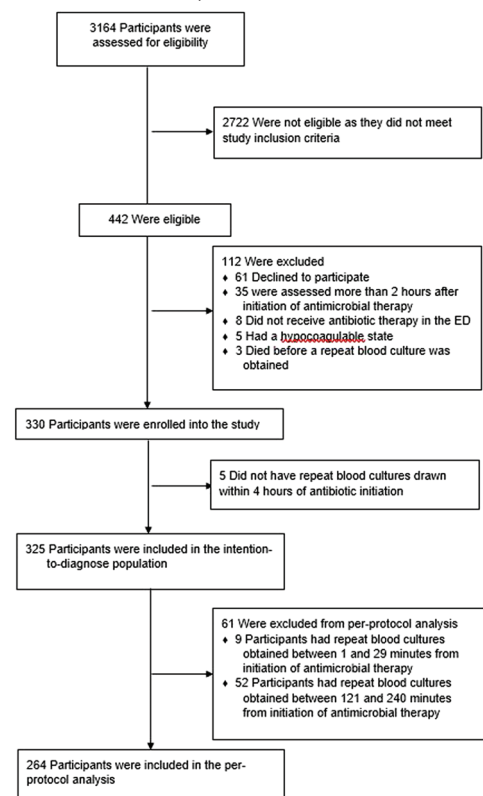 3164 Participants were
assessed for eligibility
2722 Were not eligible as they did not meet
study inclusion criteria
442 Were eligible
112 Were excluded
♦ 61 Declined to participate
♦ 35 were assessed more than 2 hours after
initiation of antimicrobial therapy
♦ 8 Did not receive antibiotic therapy in the ED
♦ 5 Had a hypocoagulable state
♦ 3 Died before a repeat blood culture was
obtained
330 Participants were enrolled into the study
5 Did not have repeat blood cultures drawn
within 4 hours of antibiotic initiation
325 Participants were included in the intention-
to-diagnose population
61 Were excluded from per-protocol analysis
♦ 9 Participants had repeat blood cultures
obtained between 1 and 29 minutes from
initiation of antimicrobial therapy
♦ 52 Participants had repeat blood cultures
obtained between 121 and 240 minutes
from initiation of antimicrobial therapy
264 Participants were included in the per-
protocol analysis